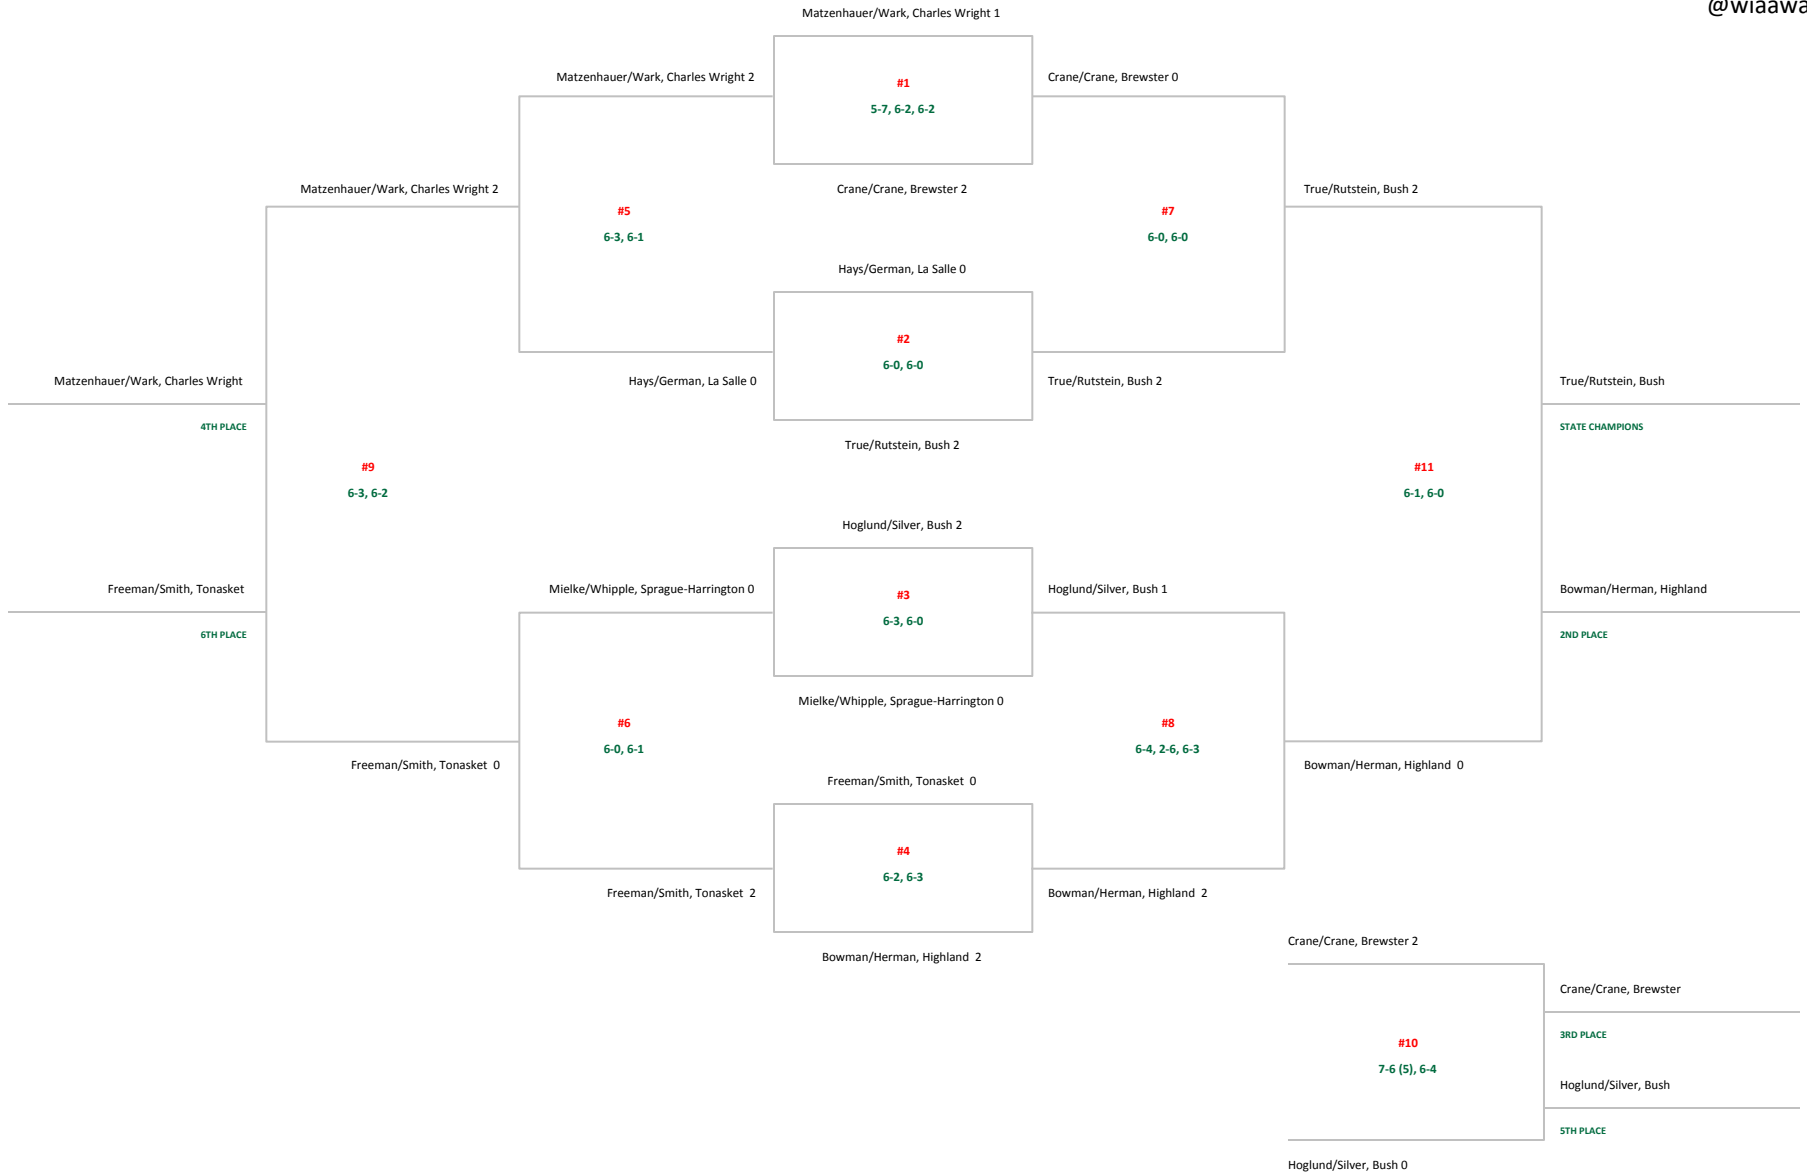 @wiaawa
Matzenhauer/Wark, Charles Wright 1
Matzenhauer/Wark, Charles Wright 2
#1
Crane/Crane, Brewster 0
5-7, 6-2, 6-2
Matzenhauer/Wark, Charles Wright 2
Crane/Crane, Brewster 2
True/Rutstein, Bush 2
#5
#7
6-3, 6-1
6-0, 6-0
Hays/German, La Salle 0
#2
6-0, 6-0
Matzenhauer/Wark, Charles Wright
Hays/German, La Salle 0
True/Rutstein, Bush 2
True/Rutstein, Bush
4TH PLACE
STATE CHAMPIONS
True/Rutstein, Bush 2
#9
#11
6-3, 6-2
6-1, 6-0
Hoglund/Silver, Bush 2
Freeman/Smith, Tonasket
Mielke/Whipple, Sprague-Harrington 0
#3
Hoglund/Silver, Bush 1
Bowman/Herman, Highland
6-3, 6-0
6TH PLACE
2ND PLACE
Mielke/Whipple, Sprague-Harrington 0
#6
#8
6-0, 6-1
6-4, 2-6, 6-3
Freeman/Smith, Tonasket 0
Bowman/Herman, Highland 0
Freeman/Smith, Tonasket 0
#4
6-2, 6-3
Freeman/Smith, Tonasket 2
Bowman/Herman, Highland 2
Bowman/Herman, Highland 2
Crane/Crane, Brewster 2
Crane/Crane, Brewster
3RD PLACE
#10
7-6 (5), 6-4
Hoglund/Silver, Bush
5TH PLACE
Hoglund/Silver, Bush 0